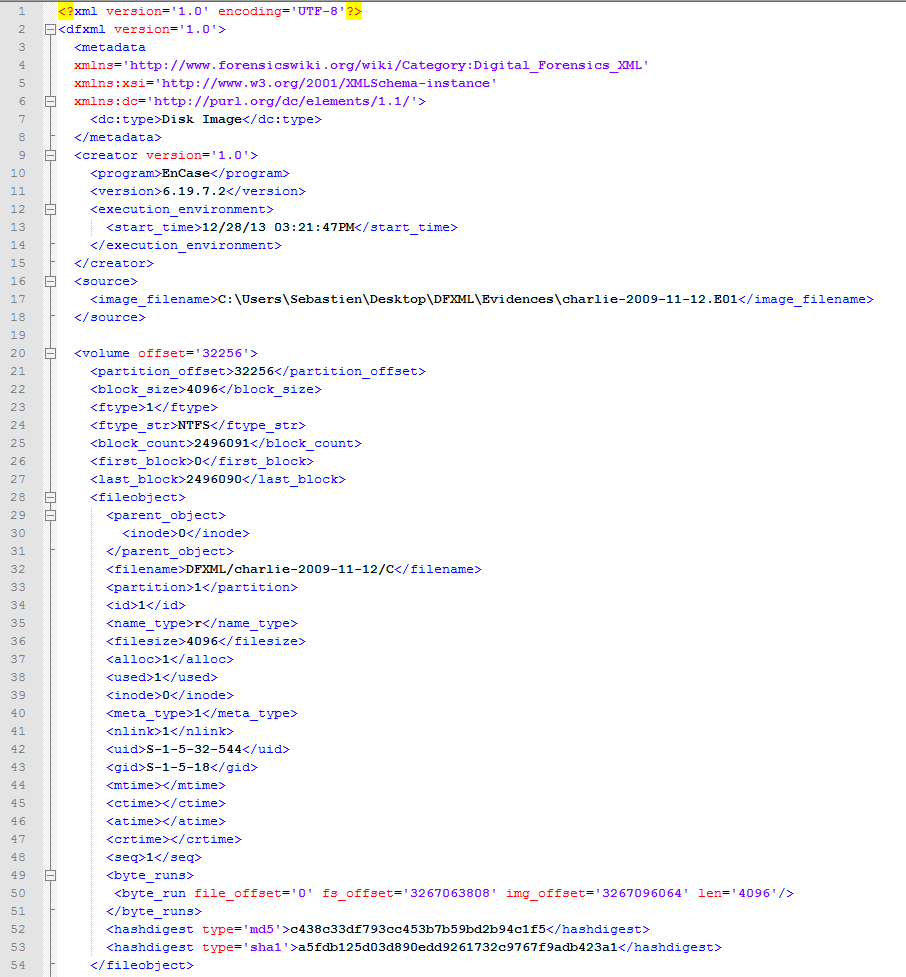 1 <?xml version='1.0' encoding='UTF-8'?>
2 <dfxml version='1.0'>
3 <metadata
4 xmlns='http://www.forensicswiki.org/wiki/Category:Digital_Forensics_XML'
5 xmlns:xsi='http://www.w3.org/2001/XMLSchema-instance'
6 xmlns:dc='http://purl.org/dc/elements/1.1/'>
7 <dc:type>Disk Image</dc:type>
8 </metadata>
9 <creator version='1.0'>
10 <program>EnCase</program>
11 <version>6.19.7.2</version>
12 <execution_environment>
13 <start_time>12/28/13 03:21:47PM</start_time>
14 </execution_environment>
15 </creator>
16 <source>
17 <image_filename>C:\Users\Sebastien\Desktop\DFXML\Evidences\charlie-2009-11-12.E01</image_filename>
18 </source>
19
20 <volume offset='32256'>
21 <partition_offset>32256</partition_offset>
22 <block_size>4096</block_size>
23 <ftype>1</ftype>
24 <ftype_str>NTFS</ftype_str>
25 <block_count>2496091</block_count>
26 <first_block>0</first_block>
27 <last_block>2496090</last_block>
28 <fileobject>
29 <parent_object>
30 <inode>0</inode>
31 </parent_object>
32 <filename>DFXML/charlie-2009-11-12/C</filename>
33 <partition>1</partition>
34 <id>1</id>
35 <name_type>r</name_type>
36 <filesize>4096</filesize>
37 <alloc>1</alloc>
38 <used>1</used>
39 <inode>0</inode>
40 <meta_type>1</meta_type>
41 <nlink>1</nlink>
42 <uid>S-1-5-32-544</uid>
43 <gid>S-1-5-18</gid>
44 <mtime></mtime>
45 <ctime></ctime>
46 <atime></atime>
47 <crtime></crtime>
48 <seq>1</seq>
49 <byte_runs>
50 <byte_run file_offset='0' fs_offset='3267063808' img_offset='3267096064' len='4096'/>
51 </byte_runs>
52 <hashdigest type='md5'>c438c33df793cc453b7b59bd2b94c1f5</hashdigest>
53 <hashdigest type='sha1'>a5fdb125d03d890edd9261732c9767f9adb423a1</hashdigest>
54 </fileobject>